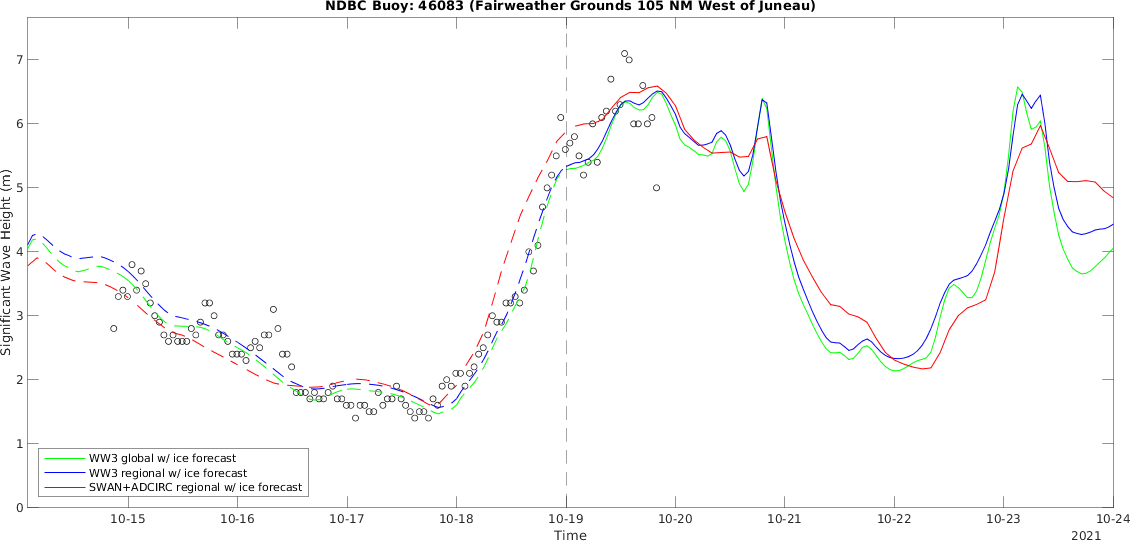 NDBC Buoy: 46083 (Fairweather Grounds 105 NM West of Juneau)
Significant Wave Height (m)
7
6
5
4
3
2
1
0
WW3 global w/ ice forecast
WW3 regional w/ ice forecast
SWAN+ADCIRC regional w/ ice forecast
10-15 10-16 10-17 10-18 10-19 10-20 10-21 10-22 10-23 10-24
Time
2021